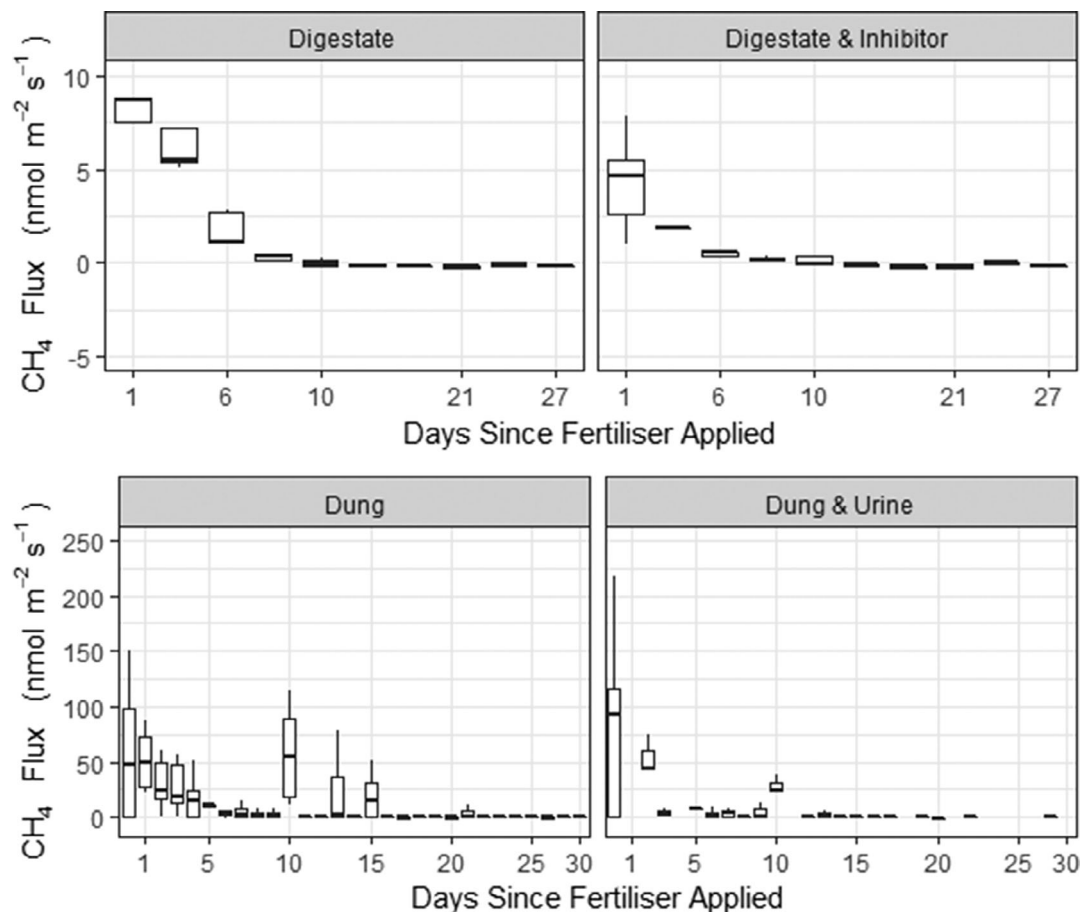 Digestate
Digestate & Inhibitor
CH₄ Flux (nmol m⁻² s⁻¹)
10
5
0
-5
1 6 10 21 27
1 6 10 21 27
Days Since Fertiliser Applied
Dung
Dung & Urine
CH₄ Flux (nmol m⁻² s⁻¹)
250
200
150
100
50
0
1 5 10 15 20 25 30
1 5 10 15 20 25 30
Days Since Fertiliser Applied